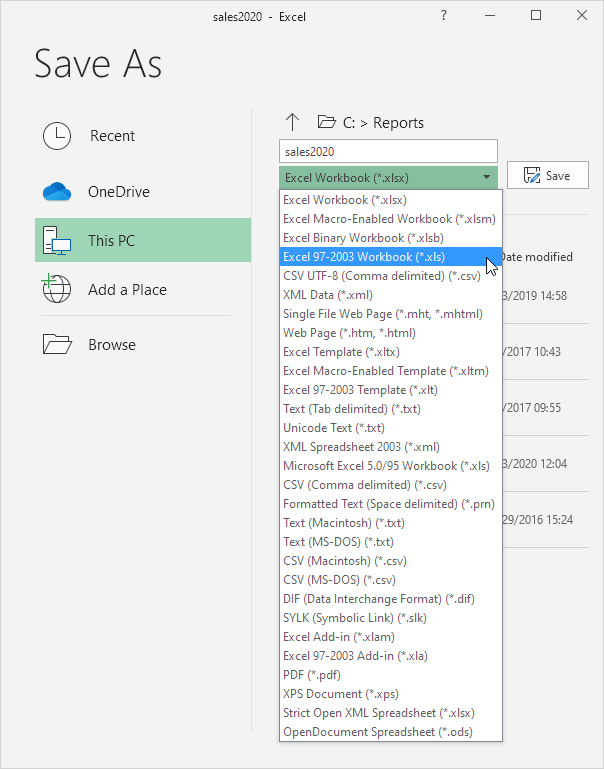 sales2020 - Excel
?
Save As
Recent
OneDrive
This PC
Add a Place
Browse
C: > Reports
sales2020
Excel Workbook (*.xlsx)
Save
Excel Workbook (*.xlsx)
Excel Macro-Enabled Workbook (*.xlsm)
Excel Binary Workbook (*.xlsb)
Excel 97-2003 Workbook (*.xls)
CSV UTF-8 (Comma delimited) (*.csv)
XML Data (*.xml)
Single File Web Page (*.mht, *.mhtml)
Web Page (*.htm, *.html)
Excel Template (*.xltx)
Excel Macro-Enabled Template (*.xltm)
Excel 97-2003 Template (*.xlt)
Text (Tab delimited) (*.txt)
Unicode Text (*.txt)
XML Spreadsheet 2003 (*.xml)
Microsoft Excel 5.0/95 Workbook (*.xls)
CSV (Comma delimited) (*.csv)
Formatted Text (Space delimited) (*.prn)
Text (Macintosh) (*.txt)
Text (MS-DOS) (*.txt)
CSV (Macintosh) (*.csv)
CSV (MS-DOS) (*.csv)
DIF (Data Interchange Format) (*.dif)
SYLK (Symbolic Link) (*.slk)
Excel Add-in (*.xlam)
Excel 97-2003 Add-in (*.xla)
PDF (*.pdf)
XPS Document (*.xps)
Strict Open XML Spreadsheet (*.xlsx)
OpenDocument Spreadsheet (*.ods)
Date modified
3/2019 14:58
/2017 10:43
/2017 09:55
3/2020 12:04
29/2016 15:24